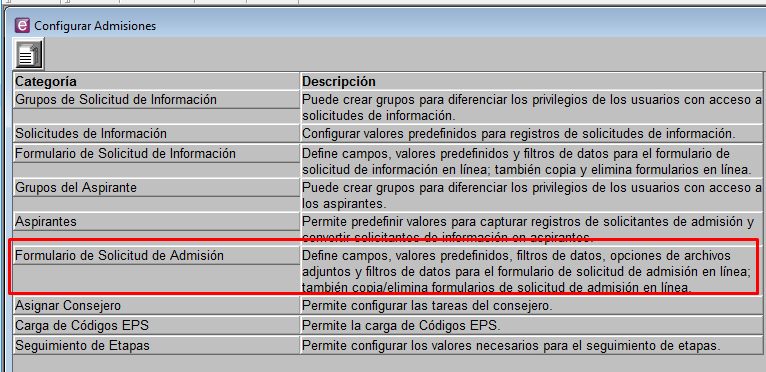 Configurar Admisiones
Categoría Descripción
Grupos de Solicitud de Información Puede crear grupos para diferenciar los privilegios de los usuarios con acceso a
solicitudes de información.
Solicitudes de Información Configurar valores predefinidos para registros de solicitudes de información.
Formulario de Solicitud de Información Define campos, valores predefinidos y filtros de datos para el formulario de
solicitud de información en línea; también copia y elimina formularios en línea.
Grupos del Aspirante Puede crear grupos para diferenciar los privilegios de los usuarios con acceso a
los aspirantes.
Aspirantes Permite predefinir valores para capturar registros de solicitantes de admisión y
convertir solicitantes de información en aspirantes.
Formulario de Solicitud de Admisión Define campos, valores predefinidos, filtros de datos, opciones de archivos
adjuntos y filtros de datos para el formulario de solicitud de admisión en línea;
también copia/elimina formularios de solicitud de admisión en línea.
Asignar Consejero Permite configurar las tareas del consejero.
Carga de Códigos EPS Permite la carga de Códigos EPS.
Seguimiento de Etapas Permite configurar los valores necesarios para el seguimiento de etapas.